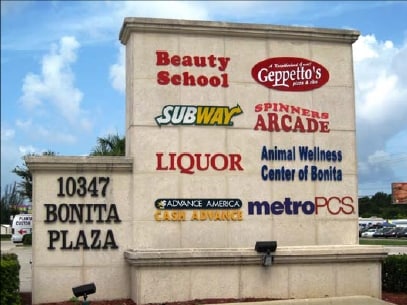 Beauty
School
A Neighborhood Joint!
Geppetto's
pizza & ribs
SUBWAY
SPINNERS
ARCADE
LIQUOR
Animal Wellness
Center of Bonita
ADVANCE AMERICA
CASH ADVANCE
metroPCS.
10347
BONITA
PLAZA